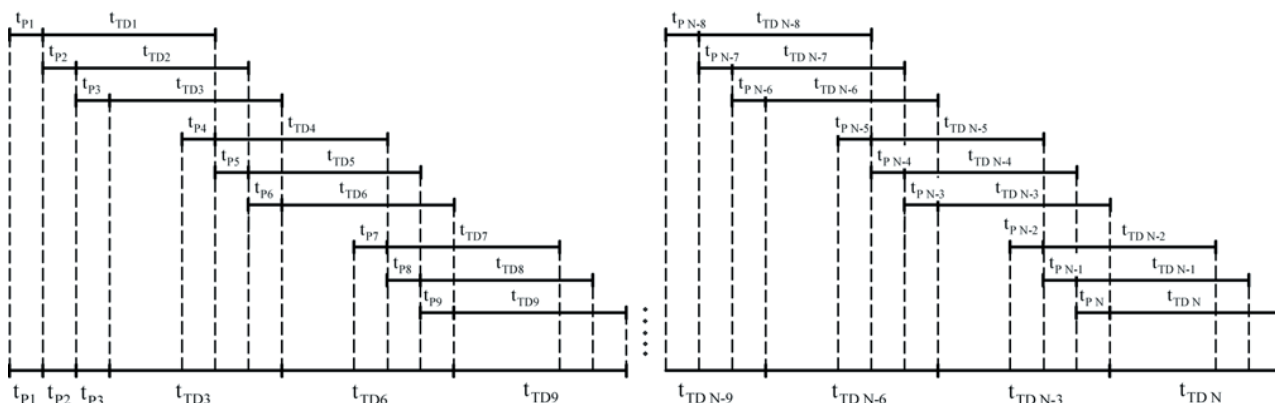 tP1 tTD1 tP N-8 tTD N-8
tP2 tTD2 tP N-7 tTD N-7
tP3 tTD3 tP N-6 tTD N-6
tP4 tTD4 tP N-5 tTD N-5
tP5 tTD5 tP N-4 tTD N-4
tP6 tTD6 tP N-3 tTD N-3
tP7 tTD7 tP N-2 tTD N-2
tP8 tTD8 tP N-1 tTD N-1
tP9 tTD9 tP N tTD N
tP1 tP2 tP3 tTD3 tTD6 tTD9 tTD N-9 tTD N-6 tTD N-3 tTD N